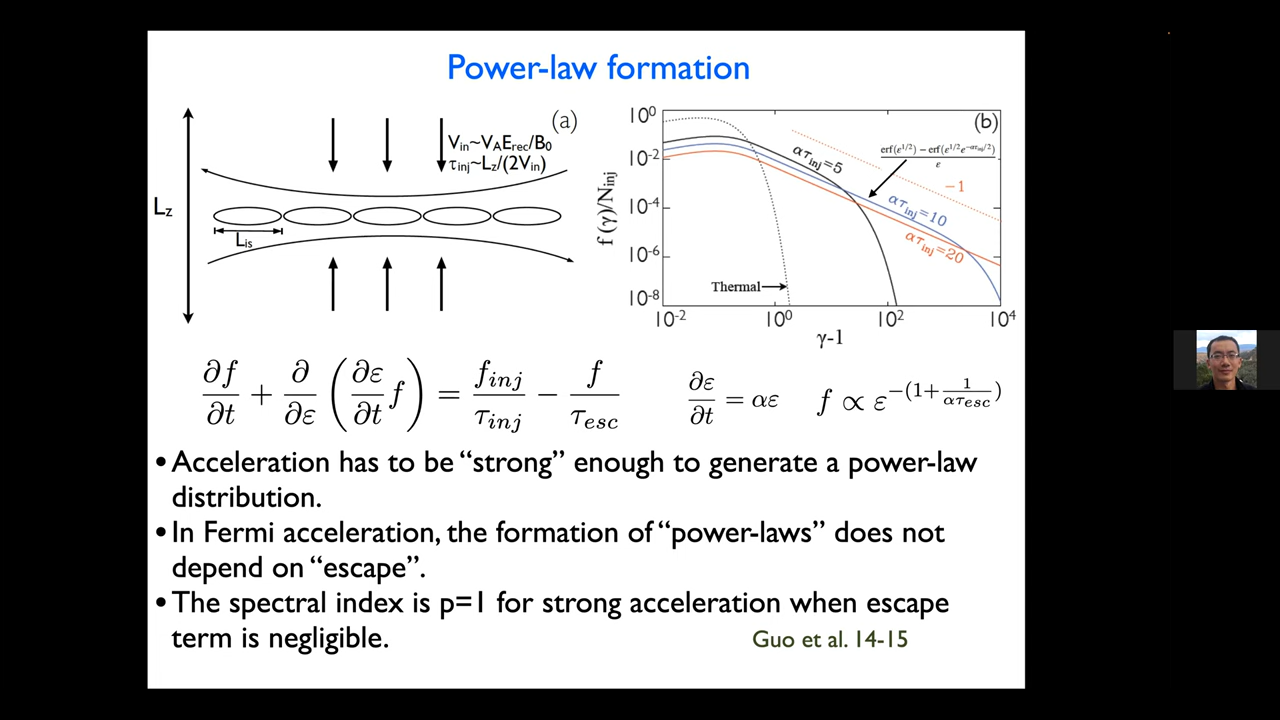 Power-law formation
(a)
V_in~V_A E_rec/B_0
τ_inj~L_z/(2V_in)
L_z
L_is
(b)
10^0
10^-2
10^-4
10^-6
10^-8
f (γ)/N_inj
ατ_inj=5
erf(ε^1/2) − erf(ε^1/2 e^−ατ_inj/2)
ε
−1
ατ_inj=10
ατ_inj=20
Thermal
10^-2
10^0
10^2
10^4
γ-1
∂f/∂t + ∂/∂ε (∂ε/∂t f) = f_inj/τ_inj − f/τ_esc
∂ε/∂t = αε
f ∝ ε^−(1+1/(ατ_esc))
• Acceleration has to be “strong” enough to generate a power-law
distribution.
• In Fermi acceleration, the formation of “power-laws” does not
depend on “escape”.
• The spectral index is p=1 for strong acceleration when escape
term is negligible.
Guo et al. 14-15